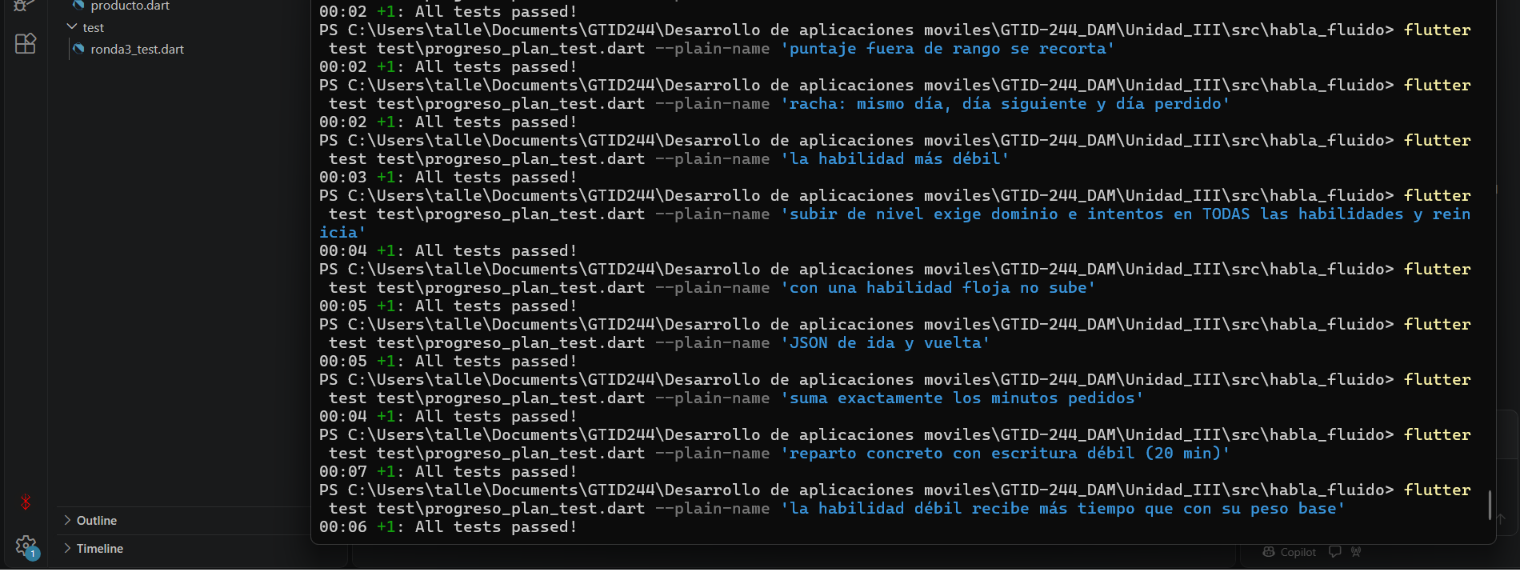 producto.dart
test
ronda3_test.dart
Outline
Timeline
1
00:02 +1: All tests passed!
PS C:\Users\talle\Documents\GTID244\Desarrollo de aplicaciones moviles\GTID-244_DAM\Unidad_III\src\habla_fluido> flutter
test test\progreso_plan_test.dart --plain-name 'puntaje fuera de rango se recorta'
00:02 +1: All tests passed!
PS C:\Users\talle\Documents\GTID244\Desarrollo de aplicaciones moviles\GTID-244_DAM\Unidad_III\src\habla_fluido> flutter
test test\progreso_plan_test.dart --plain-name 'racha: mismo día, día siguiente y día perdido'
00:02 +1: All tests passed!
PS C:\Users\talle\Documents\GTID244\Desarrollo de aplicaciones moviles\GTID-244_DAM\Unidad_III\src\habla_fluido> flutter
test test\progreso_plan_test.dart --plain-name 'la habilidad más débil'
00:03 +1: All tests passed!
PS C:\Users\talle\Documents\GTID244\Desarrollo de aplicaciones moviles\GTID-244_DAM\Unidad_III\src\habla_fluido> flutter
test test\progreso_plan_test.dart --plain-name 'subir de nivel exige dominio e intentos en TODAS las habilidades y rein
icia'
00:04 +1: All tests passed!
PS C:\Users\talle\Documents\GTID244\Desarrollo de aplicaciones moviles\GTID-244_DAM\Unidad_III\src\habla_fluido> flutter
test test\progreso_plan_test.dart --plain-name 'con una habilidad floja no sube'
00:05 +1: All tests passed!
PS C:\Users\talle\Documents\GTID244\Desarrollo de aplicaciones moviles\GTID-244_DAM\Unidad_III\src\habla_fluido> flutter
test test\progreso_plan_test.dart --plain-name 'JSON de ida y vuelta'
00:05 +1: All tests passed!
PS C:\Users\talle\Documents\GTID244\Desarrollo de aplicaciones moviles\GTID-244_DAM\Unidad_III\src\habla_fluido> flutter
test test\progreso_plan_test.dart --plain-name 'suma exactamente los minutos pedidos'
00:04 +1: All tests passed!
PS C:\Users\talle\Documents\GTID244\Desarrollo de aplicaciones moviles\GTID-244_DAM\Unidad_III\src\habla_fluido> flutter
test test\progreso_plan_test.dart --plain-name 'reparto concreto con escritura débil (20 min)'
00:07 +1: All tests passed!
PS C:\Users\talle\Documents\GTID244\Desarrollo de aplicaciones moviles\GTID-244_DAM\Unidad_III\src\habla_fluido> flutter
test test\progreso_plan_test.dart --plain-name 'la habilidad débil recibe más tiempo que con su peso base'
00:06 +1: All tests passed!
Copilot